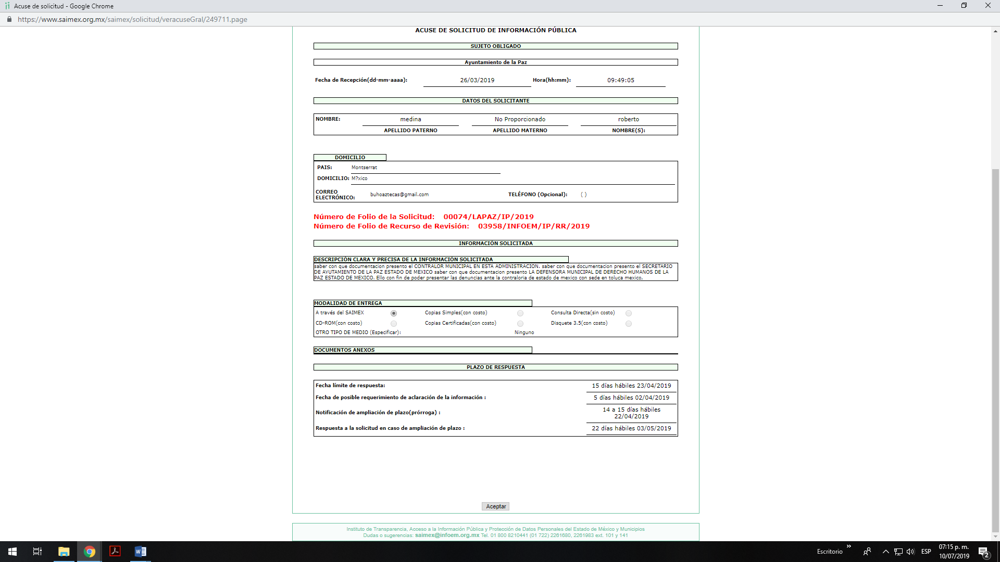 Acuse de solicitud - Google Chrome
https://www.saimex.org.mx/saimex/solicitud/veracuseGral/249711.page
ACUSE DE SOLICITUD DE INFORMACIÓN PÚBLICA
SUJETO OBLIGADO
Ayuntamiento de la Paz
Fecha de Recepción(dd-mm-aaaa): 26/03/2019 Hora(hh:mm): 09:49:05
DATOS DEL SOLICITANTE
NOMBRE: medina No Proporcionado roberto
APELLIDO PATERNO APELLIDO MATERNO NOMBRE(S):
DOMICILIO
PAIS: Montserrat
DOMICILIO: M?xico
CORREO ELECTRÓNICO: buhoaztecas@gmail.com TELÉFONO (Opcional): ( )
Número de Folio de la Solicitud: 00074/LAPAZ/IP/2019
Número de Folio de Recurso de Revisión: 03958/INFOEM/IP/RR/2019
INFORMACIÓN SOLICITADA
DESCRIPCIÓN CLARA Y PRECISA DE LA INFORMACIÓN SOLICITADA
saber con que documentacion presento el CONTRALOR MUNICIPAL EN ESTA ADMINISTRACION. saber con que documentacion presento el SECRETARIO
DE AYUTAMIENTO DE LA PAZ ESTADO DE MEXICO saber con que documentacion presento LA DEFENSORA MUNICIPAL DE DERECHO HUMANOS DE LA
PAZ ESTADO DE MEXICO. Ello con fin de poder presentar las denuncias ante la contraloria de estado de mexico con sede en toluca mexico,
MODALIDAD DE ENTREGA
A través del SAIMEX Copias Simples(con costo) Consulta Directa(sin costo)
CD-ROM(con costo) Copias Certificadas(con costo) Disquete 3.5(con costo)
OTRO TIPO DE MEDIO (Especificar): Ninguno
DOCUMENTOS ANEXOS
PLAZO DE RESPUESTA
Fecha límite de respuesta: 15 días hábiles 23/04/2019
Fecha de posible requerimiento de aclaración de la información : 5 días hábiles 02/04/2019
Notificación de ampliación de plazo(prórroga) : 14 a 15 días hábiles 22/04/2019
Respuesta a la solicitud en caso de ampliación de plazo : 22 días hábiles 03/05/2019
Aceptar
Instituto de Transparencia, Acceso a la Información Pública y Protección de Datos Personales del Estado de México y Municipios
Dudas o sugerencias: saimex@infoem.org.mx Tel. 01 800 8210441 (01 722) 2261680, 2261983 ext. 101 y 141
Escritorio » ESP 07:15 p. m.
10/07/2019 2